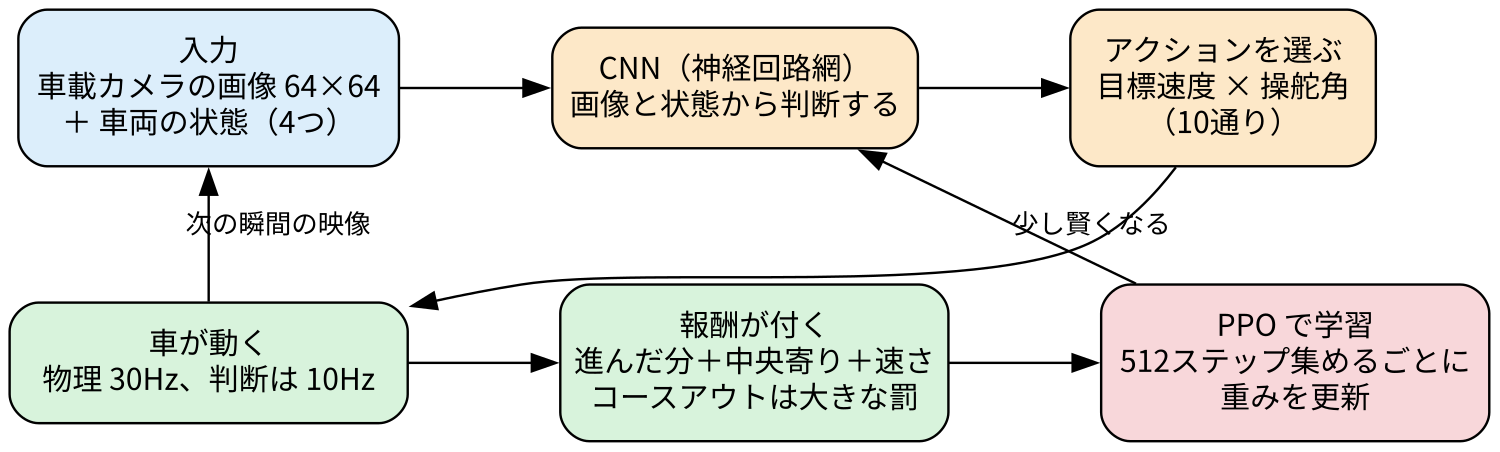 入力
車載カメラの画像 64×64
＋ 車両の状態（4つ）
CNN（神経回路網）
画像と状態から判断する
アクションを選ぶ
目標速度 × 操舵角
（10通り）
次の瞬間の映像
少し賢くなる
車が動く
物理 30Hz、判断は 10Hz
報酬が付く
進んだ分＋中央寄り＋速さ
コースアウトは大きな罰
PPO で学習
512ステップ集めるごとに
重みを更新